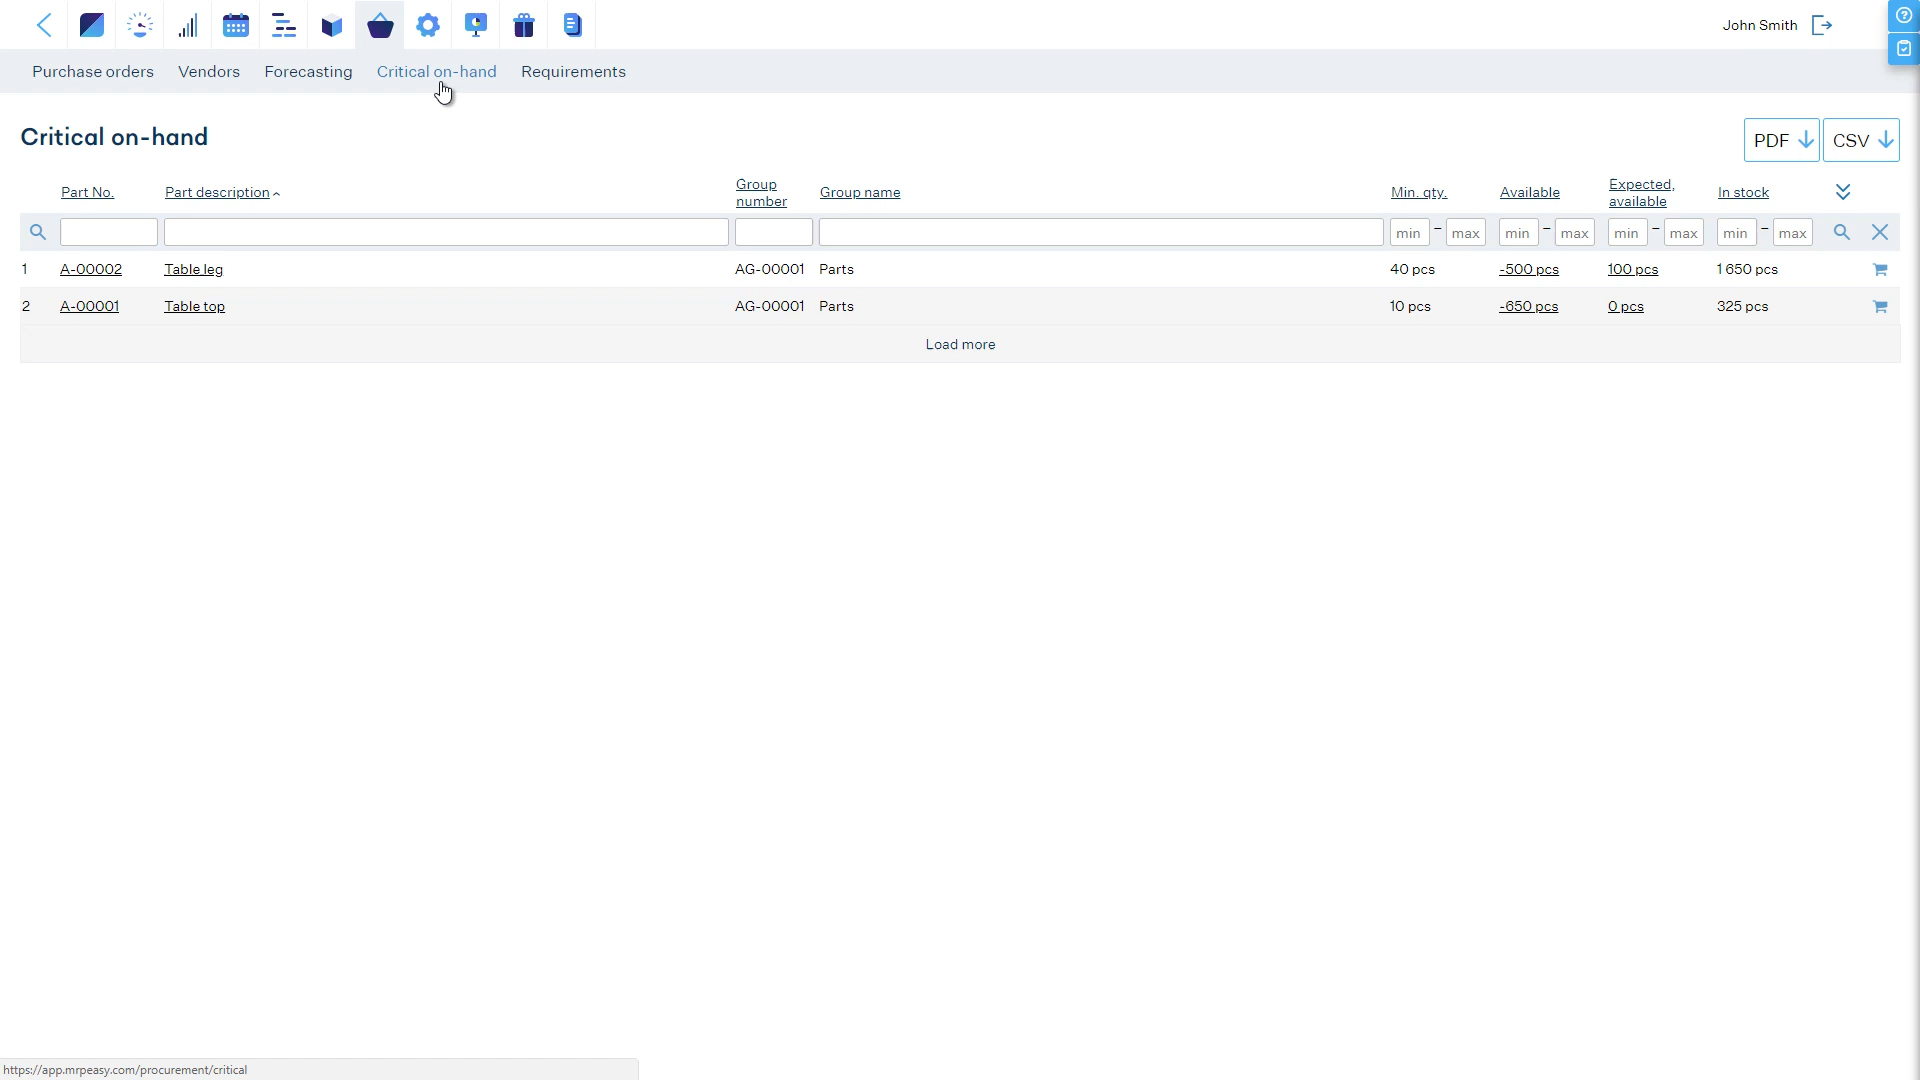 John Smith
Purchase orders Vendors Forecasting Critical on-hand Requirements
Critical on-hand
PDF CSV
Part No. Part description Group number Group name Min. qty. Available Expected, available In stock
min - max min - max min - max min - max
1 A-00002 Table leg AG-00001 Parts 40 pcs -500 pcs 100 pcs 1 650 pcs
2 A-00001 Table top AG-00001 Parts 10 pcs -650 pcs 0 pcs 325 pcs
Load more
https://app.mrpeasy.com/procurement/critical